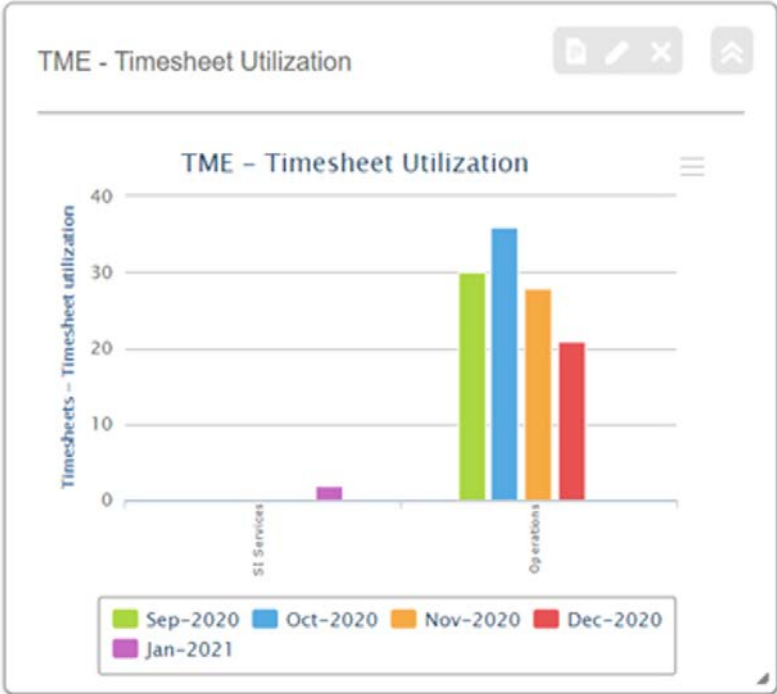 TME - Timesheet Utilization
TME – Timesheet Utilization
Timesheets – Timesheet utilization
40
30
20
10
0
SI Services
Operations
Sep-2020 Oct-2020 Nov-2020 Dec-2020
Jan-2021